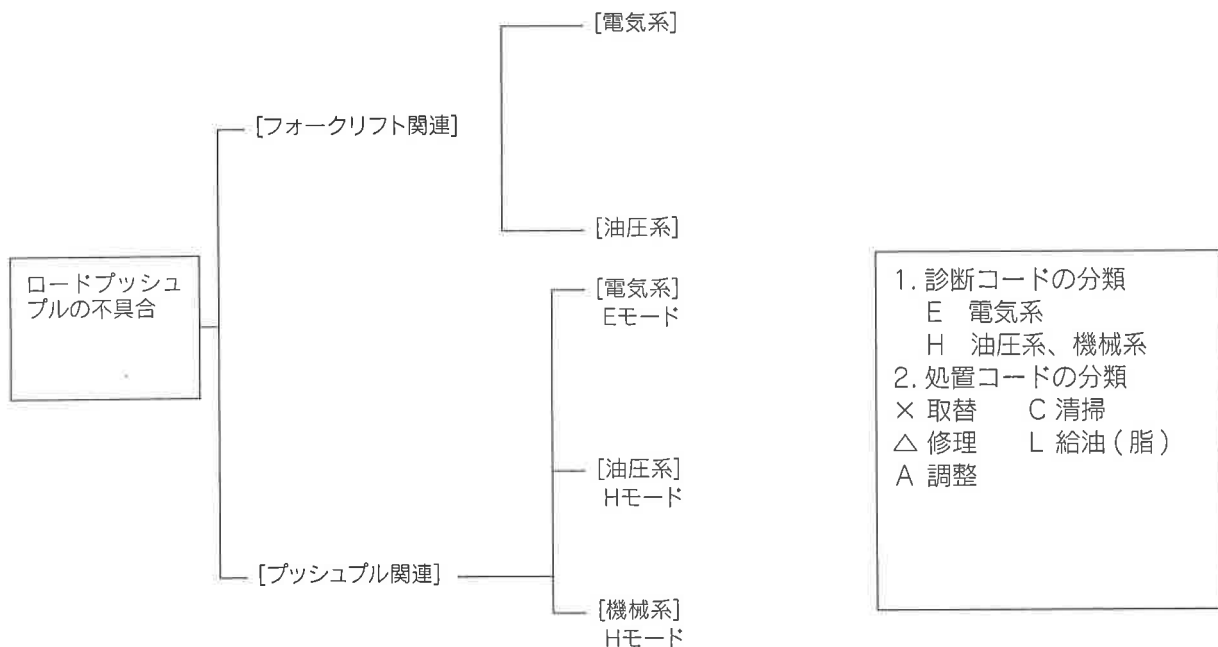 [電気系]
[フォークリフト関連]
[油圧系]
ロードプッシュ
プルの不具合
[電気系]
Eモード
[油圧系]
Hモード
[プッシュプル関連]
[機械系]
Hモード
1. 診断コードの分類
E 電気系
H 油圧系、機械系
2. 処置コードの分類
× 取替 C 清掃
△ 修理 L 給油(脂)
A 調整